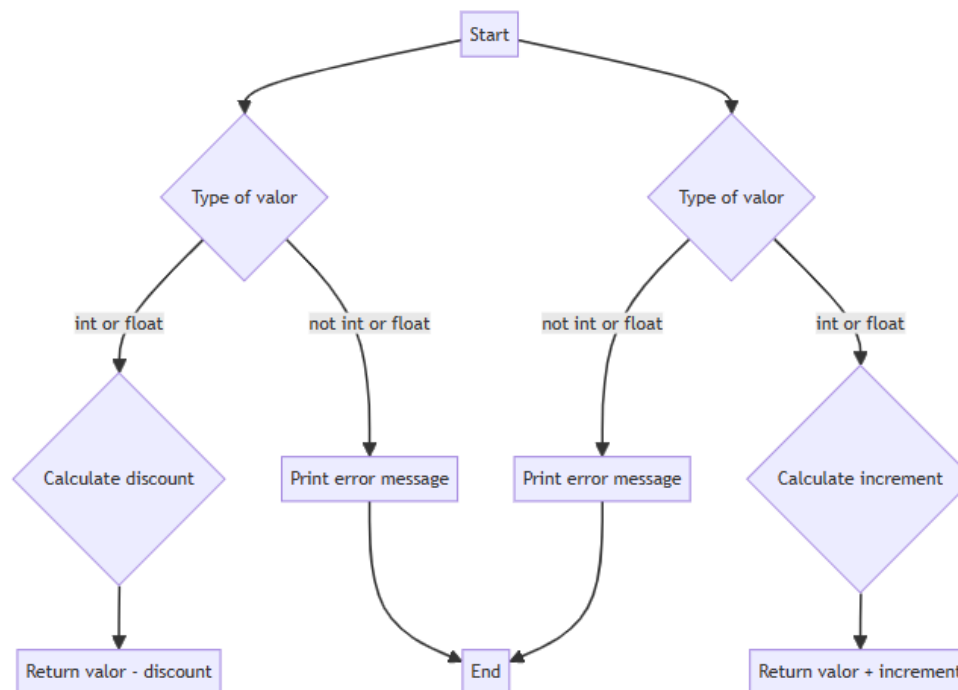 Start
Type of valor
Type of valor
int or float
not int or float
not int or float
int or float
Calculate discount
Print error message
Print error message
Calculate increment
Return valor - discount
End
Return valor + increment